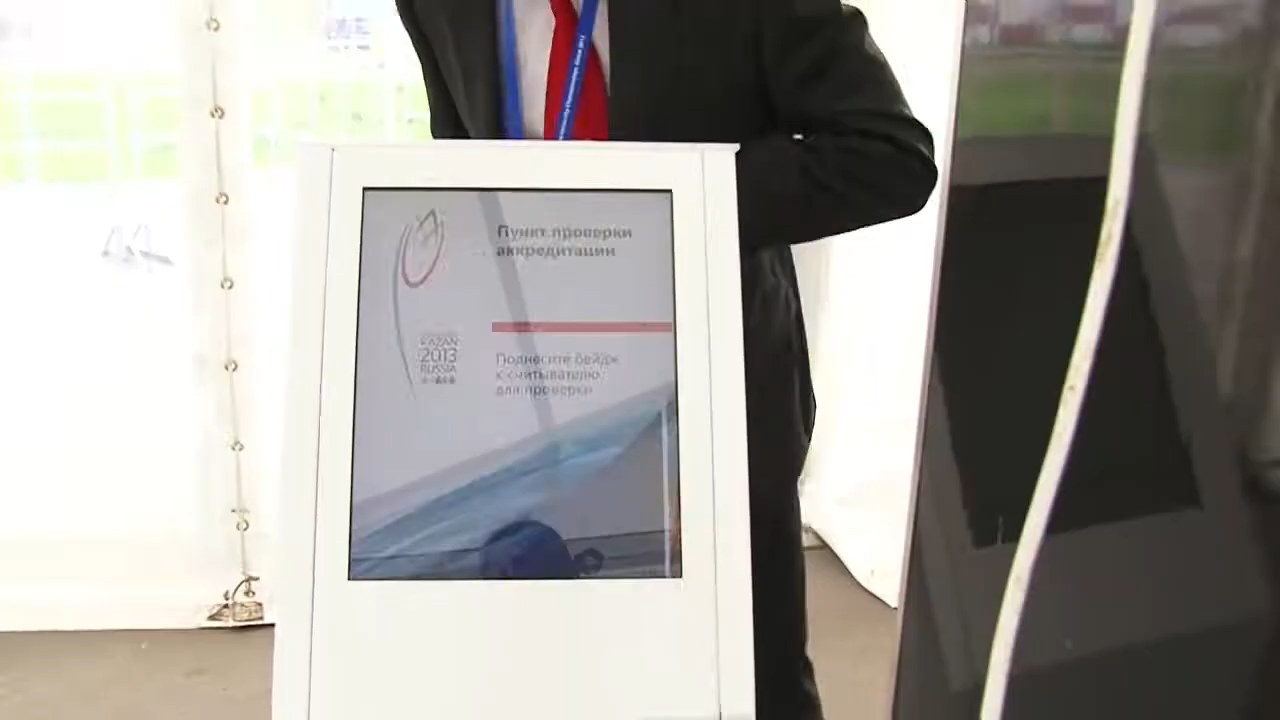 Пункт проверки
аккредитации
KAZAN
2013
RUSSIA
Поднесите бейдж
к считывателю
для проверки